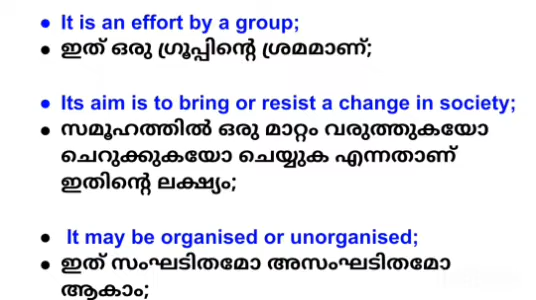 ● It is an effort by a group;
● ഇത് ഒരു ഗ്രൂപ്പിന്റെ ശ്രമമാണ്;
● Its aim is to bring or resist a change in society;
● സമൂഹത്തിൽ ഒരു മാറ്റം വരുത്തുകയോ
ചെറുക്കുകയോ ചെയ്യുക എന്നതാണ്
ഇതിന്റെ ലക്ഷ്യം;
● It may be organised or unorganised;
● ഇത് സംഘടിതമോ അസംഘടിതമോ
ആകാം;